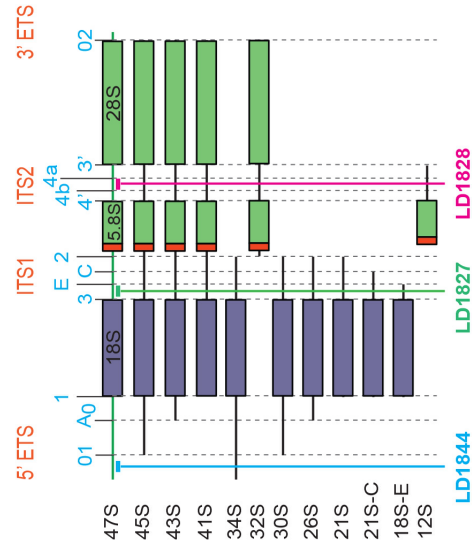 5' ETS ITS1 ITS2 3' ETS
01 A0 1 3 E C 2 4' 4b 4a 3' 02
47S 18S 5.8S 28S
45S
43S
41S
34S
32S
30S
26S
21S
21S-C
18S-E
12S
LD1844 LD1827 LD1828